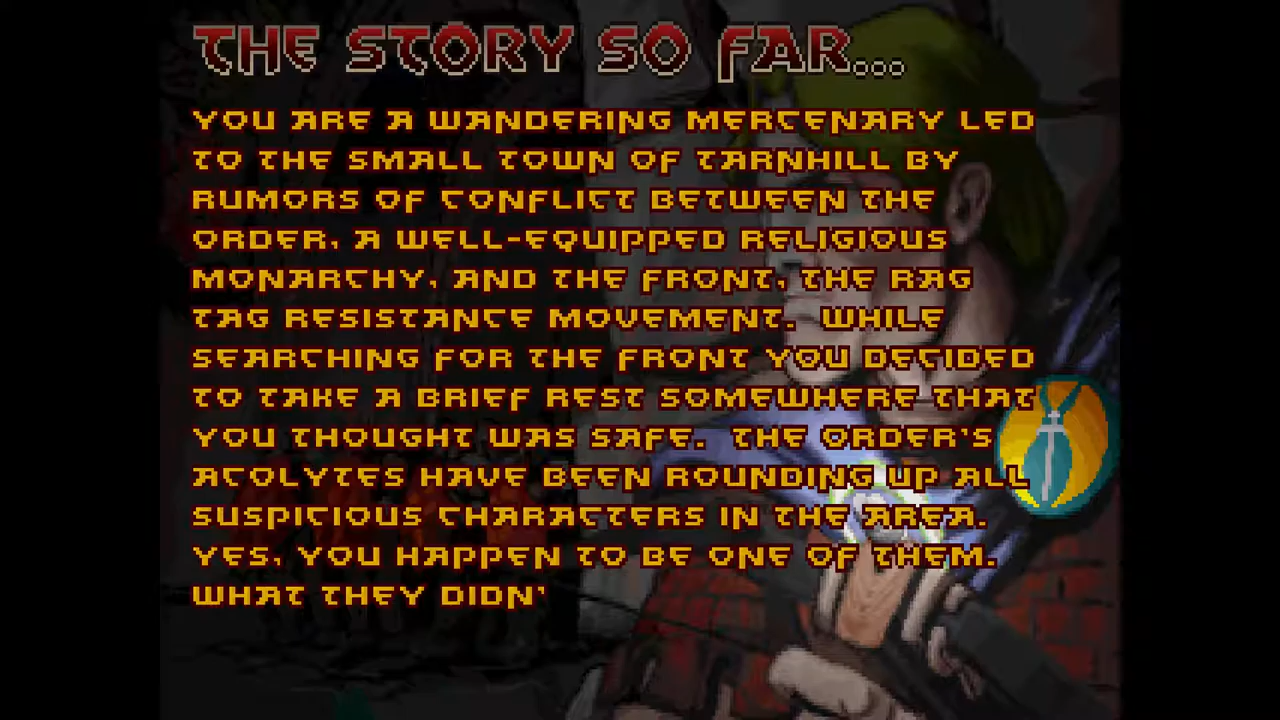 THE STORY SO FAR...
YOU ARE A WANDERING MERCENARY LED
TO THE SMALL TOWN OF TARNHILL BY
RUMORS OF CONFLICT BETWEEN THE
ORDER, A WELL-EQUIPPED RELIGIOUS
MONARCHY, AND THE FRONT, THE RAG
TAG RESISTANCE MOVEMENT. WHILE
SEARCHING FOR THE FRONT YOU DECIDED
TO TAKE A BRIEF REST SOMEWHERE THAT
YOU THOUGHT WAS SAFE. THE ORDER'S
ACOLYTES HAVE BEEN ROUNDING UP ALL
SUSPICIOUS CHARACTERS IN THE AREA.
YES, YOU HAPPEN TO BE ONE OF THEM.
WHAT THEY DIDN'